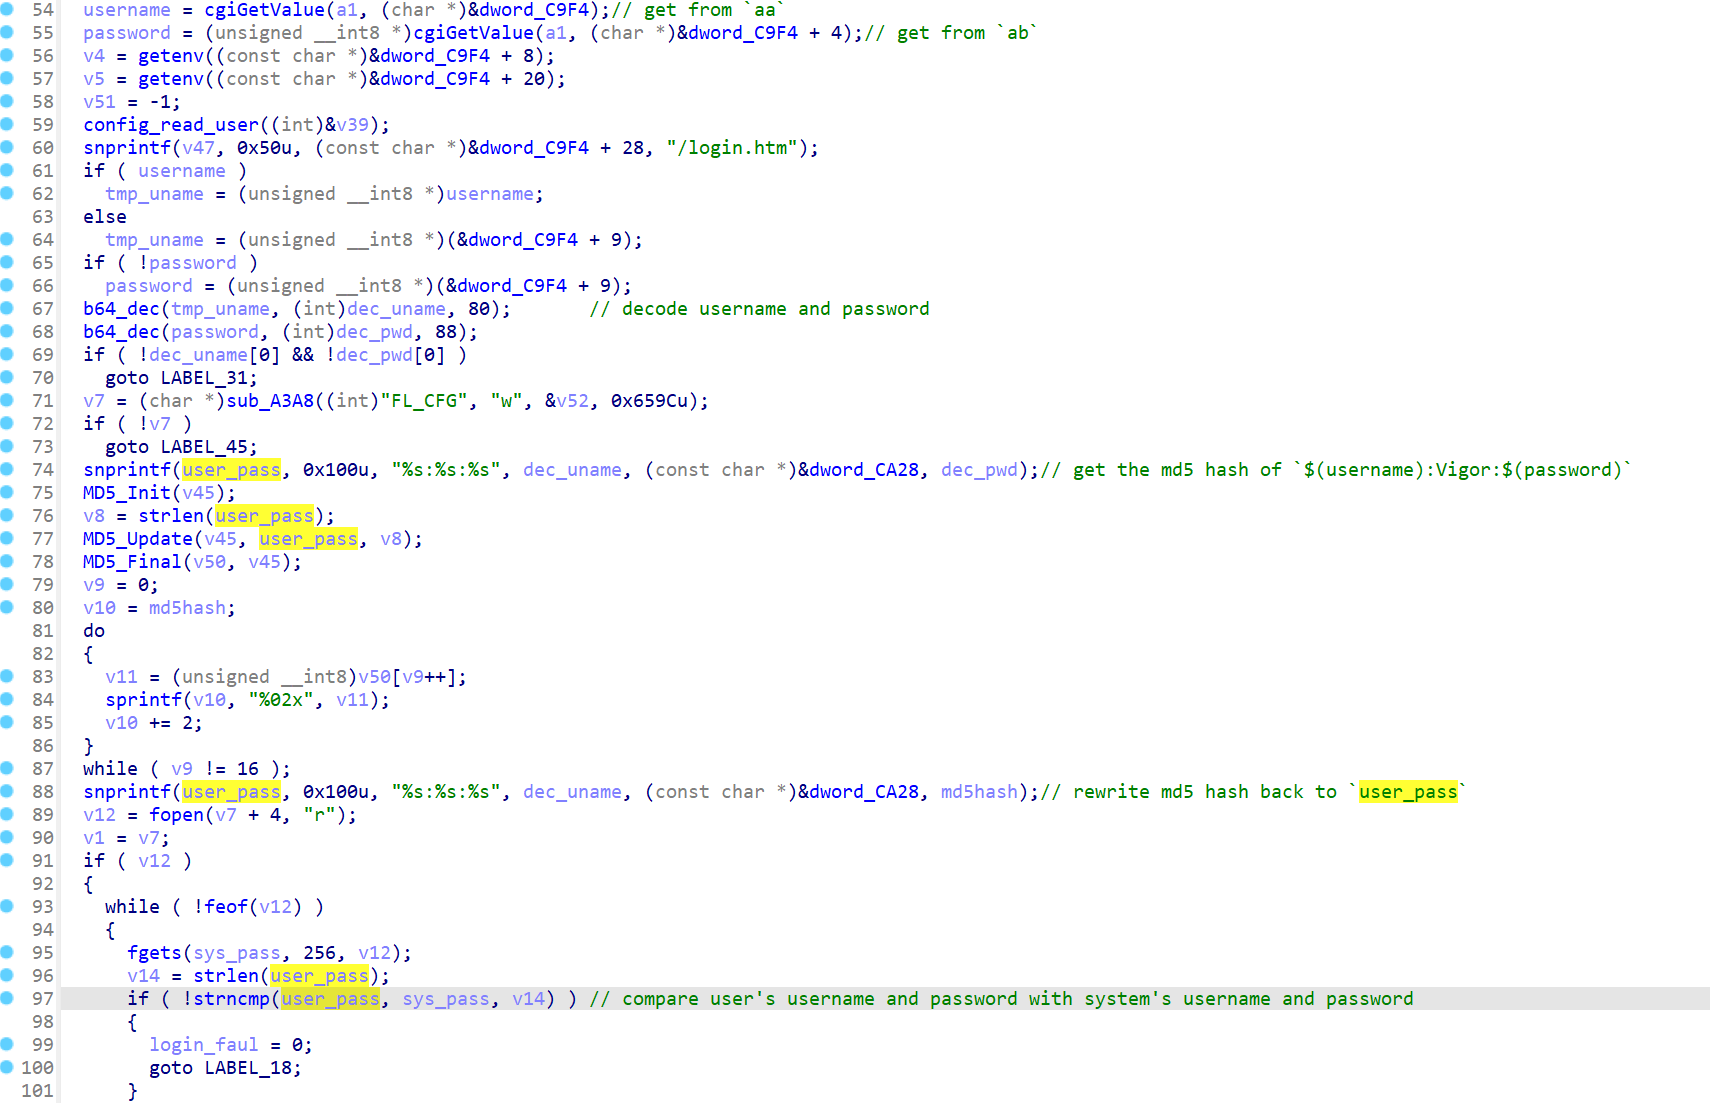 54 username = cgiGetValue(a1, (char *)&dword_C9F4);// get from `aa`
55 password = (unsigned __int8 *)cgiGetValue(a1, (char *)&dword_C9F4 + 4);// get from `ab`
56 v4 = getenv((const char *)&dword_C9F4 + 8);
57 v5 = getenv((const char *)&dword_C9F4 + 20);
58 v51 = -1;
59 config_read_user((int)&v39);
60 snprintf(v47, 0x50u, (const char *)&dword_C9F4 + 28, "/login.htm");
61 if ( username )
62 tmp_uname = (unsigned __int8 *)username;
63 else
64 tmp_uname = (unsigned __int8 *)(&dword_C9F4 + 9);
65 if ( !password )
66 password = (unsigned __int8 *)(&dword_C9F4 + 9);
67 b64_dec(tmp_uname, (int)dec_uname, 80); // decode username and password
68 b64_dec(password, (int)dec_pwd, 88);
69 if ( !dec_uname[0] && !dec_pwd[0] )
70 goto LABEL_31;
71 v7 = (char *)sub_A3A8((int)"FL_CFG", "w", &v52, 0x659Cu);
72 if ( !v7 )
73 goto LABEL_45;
74 snprintf(user_pass, 0x100u, "%s:%s:%s", dec_uname, (const char *)&dword_CA28, dec_pwd);// get the md5 hash of `$(username):Vigor:$(password)`
75 MD5_Init(v45);
76 v8 = strlen(user_pass);
77 MD5_Update(v45, user_pass, v8);
78 MD5_Final(v50, v45);
79 v9 = 0;
80 v10 = md5hash;
81 do
82 {
83 v11 = (unsigned __int8)v50[v9++];
84 sprintf(v10, "%02x", v11);
85 v10 += 2;
86 }
87 while ( v9 != 16 );
88 snprintf(user_pass, 0x100u, "%s:%s:%s", dec_uname, (const char *)&dword_CA28, md5hash);// rewrite md5 hash back to `user_pass`
89 v12 = fopen(v7 + 4, "r");
90 v1 = v7;
91 if ( v12 )
92 {
93 while ( !feof(v12) )
94 {
95 fgets(sys_pass, 256, v12);
96 v14 = strlen(user_pass);
97 if ( !strncmp(user_pass, sys_pass, v14) ) // compare user's username and password with system's username and password
98 {
99 login_faul = 0;
100 goto LABEL_18;
101 }